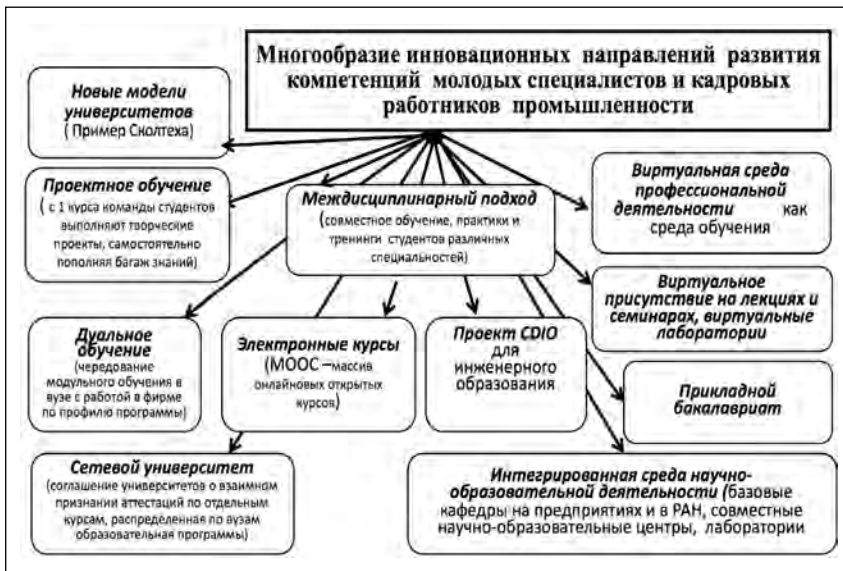 Многообразие инновационных направлений развития
компетенций молодых специалистов и кадровых
работников промышленности
Новые модели
университетов
( Пример Сколтеха)
Проектное обучение
( с 1 курса команды студентов
выполняют творческие
проекты, самостоятельно
пополняя багаж знаний)
Междисциплинарный подход
(совместное обучение, практики и
тренинги студентов различных
специальностей)
Виртуальная среда
профессиональной
деятельности как
среда обучения
Виртуальное
присутствие на лекциях и
семинарах, виртуальные
лаборатории
Дуальное
обучение
(чередование
модульного обучения в
вузе с работой в фирме
по профилю программы)
Электронные курсы
(МООС –массив
онлайновых открытых
курсов)
Проект CDIO
для
инженерного
образования
Прикладной
бакалавриат
Сетевой университет
(соглашение университетов о взаимном
признании аттестаций по отдельным
курсам, распределенная по вузам
образовательная программы)
Интегрированная среда научно-
образовательной деятельности (базовые
кафедры на предприятиях и в РАН, совместные
научно-образовательные центры, лаборатории